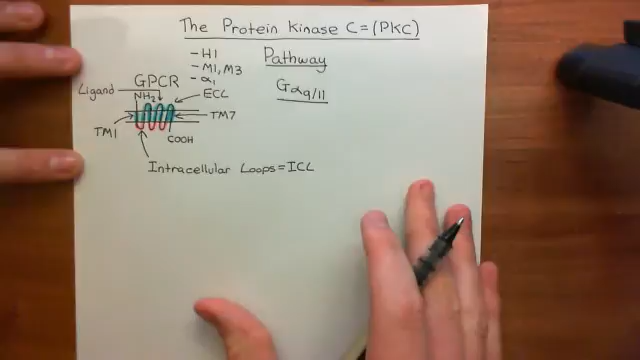 The Protein Kinase C=(PKC)
Pathway
Gαq/11
- H1
- M1, M3
- α1
Ligand
GPCR
NH2
ECL
TM1
TM7
COOH
Intracellular Loops=ICL